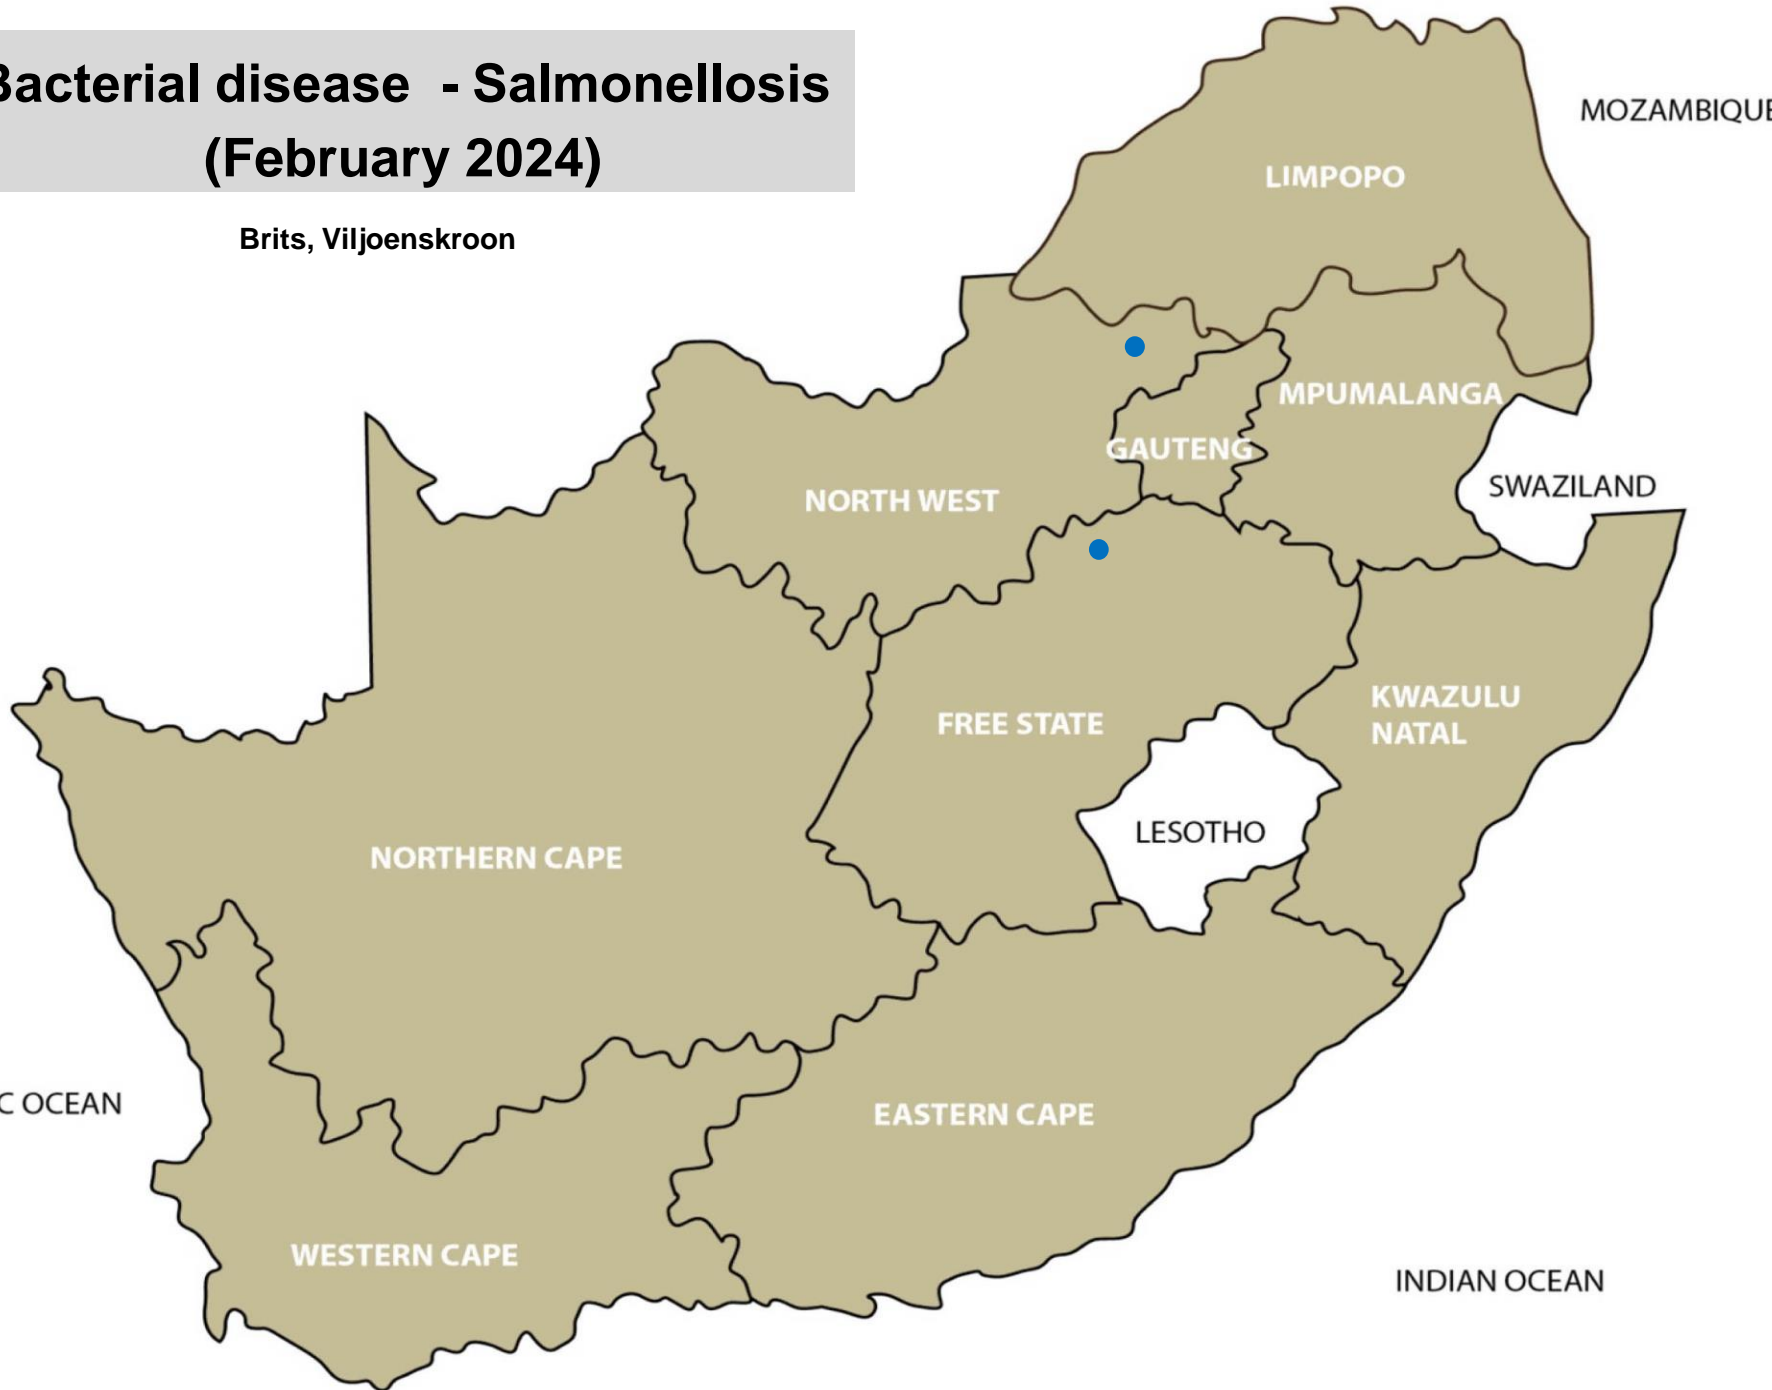 Bacterial disease - Salmonellosis
(February 2024)
Brits, Viljoenskroon
MOZAMBIQUE
LIMPOPO
MPUMALANGA
GAUTENG
SWAZILAND
NORTH WEST
KWAZULU
NATAL
FREE STATE
LESOTHO
NORTHERN CAPE
C OCEAN
EASTERN CAPE
WESTERN CAPE
INDIAN OCEAN